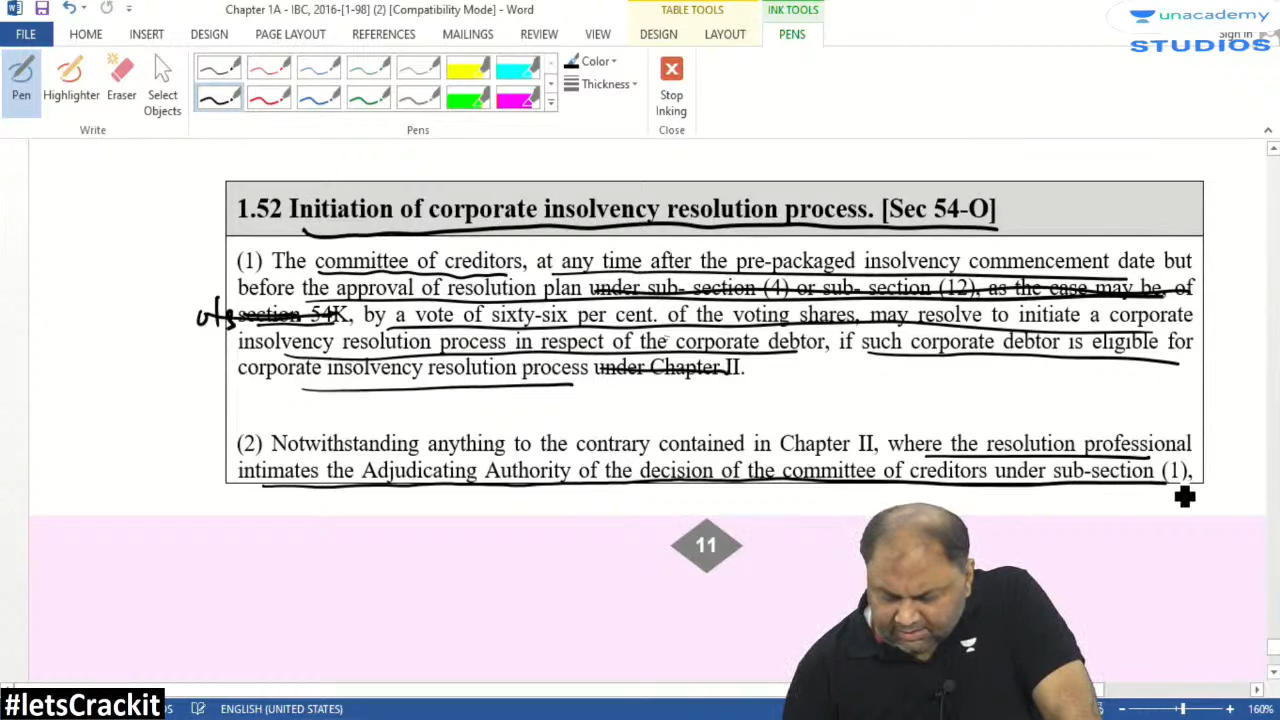 Chapter 1A - IBC, 2016-[1-98] (2) [Compatibility Mode] - Word
TABLE TOOLS
INK TOOLS
unacademy
STUDIOS
Sign in
FILE
HOME
INSERT
DESIGN
PAGE LAYOUT
REFERENCES
MAILINGS
REVIEW
VIEW
DESIGN
LAYOUT
PENS
Pen
Highlighter
Eraser
Select
Objects
Color
Thickness
Stop
Inking
Write
Pens
Close
1.52 Initiation of corporate insolvency resolution process. [Sec 54-O]
(1) The committee of creditors, at any time after the pre-packaged insolvency commencement date but
before the approval of resolution plan under sub- section (4) or sub- section (12), as the case may be, of
u/s section 54K, by a vote of sixty-six per cent. of the voting shares, may resolve to initiate a corporate
insolvency resolution process in respect of the corporate debtor, if such corporate debtor is eligible for
corporate insolvency resolution process under Chapter II.
(2) Notwithstanding anything to the contrary contained in Chapter II, where the resolution professional
intimates the Adjudicating Authority of the decision of the committee of creditors under sub-section (1),
11
#letsCrackit
ENGLISH (UNITED STATES)
160%